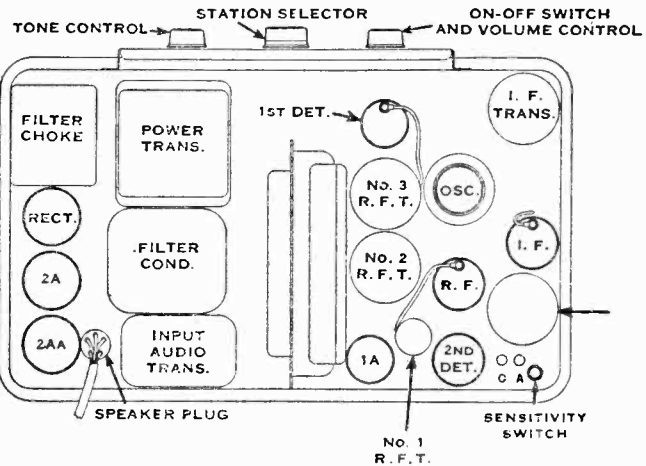 TONE CONTROL
STATION SELECTOR
ON-OFF SWITCH
AND VOLUME CONTROL
FILTER
CHOKE
POWER
TRANS.
1ST DET.
I. F.
TRANS.
RECT.
No. 3
R. F. T.
OSC.
2A
.FILTER
COND.
No. 2
R. F. T.
R. F.
I. F.
2AA
INPUT
AUDIO
TRANS.
1A
2ND
DET.
C A
SPEAKER PLUG
No. 1
R. F. T.
SENSITIVITY
SWITCH